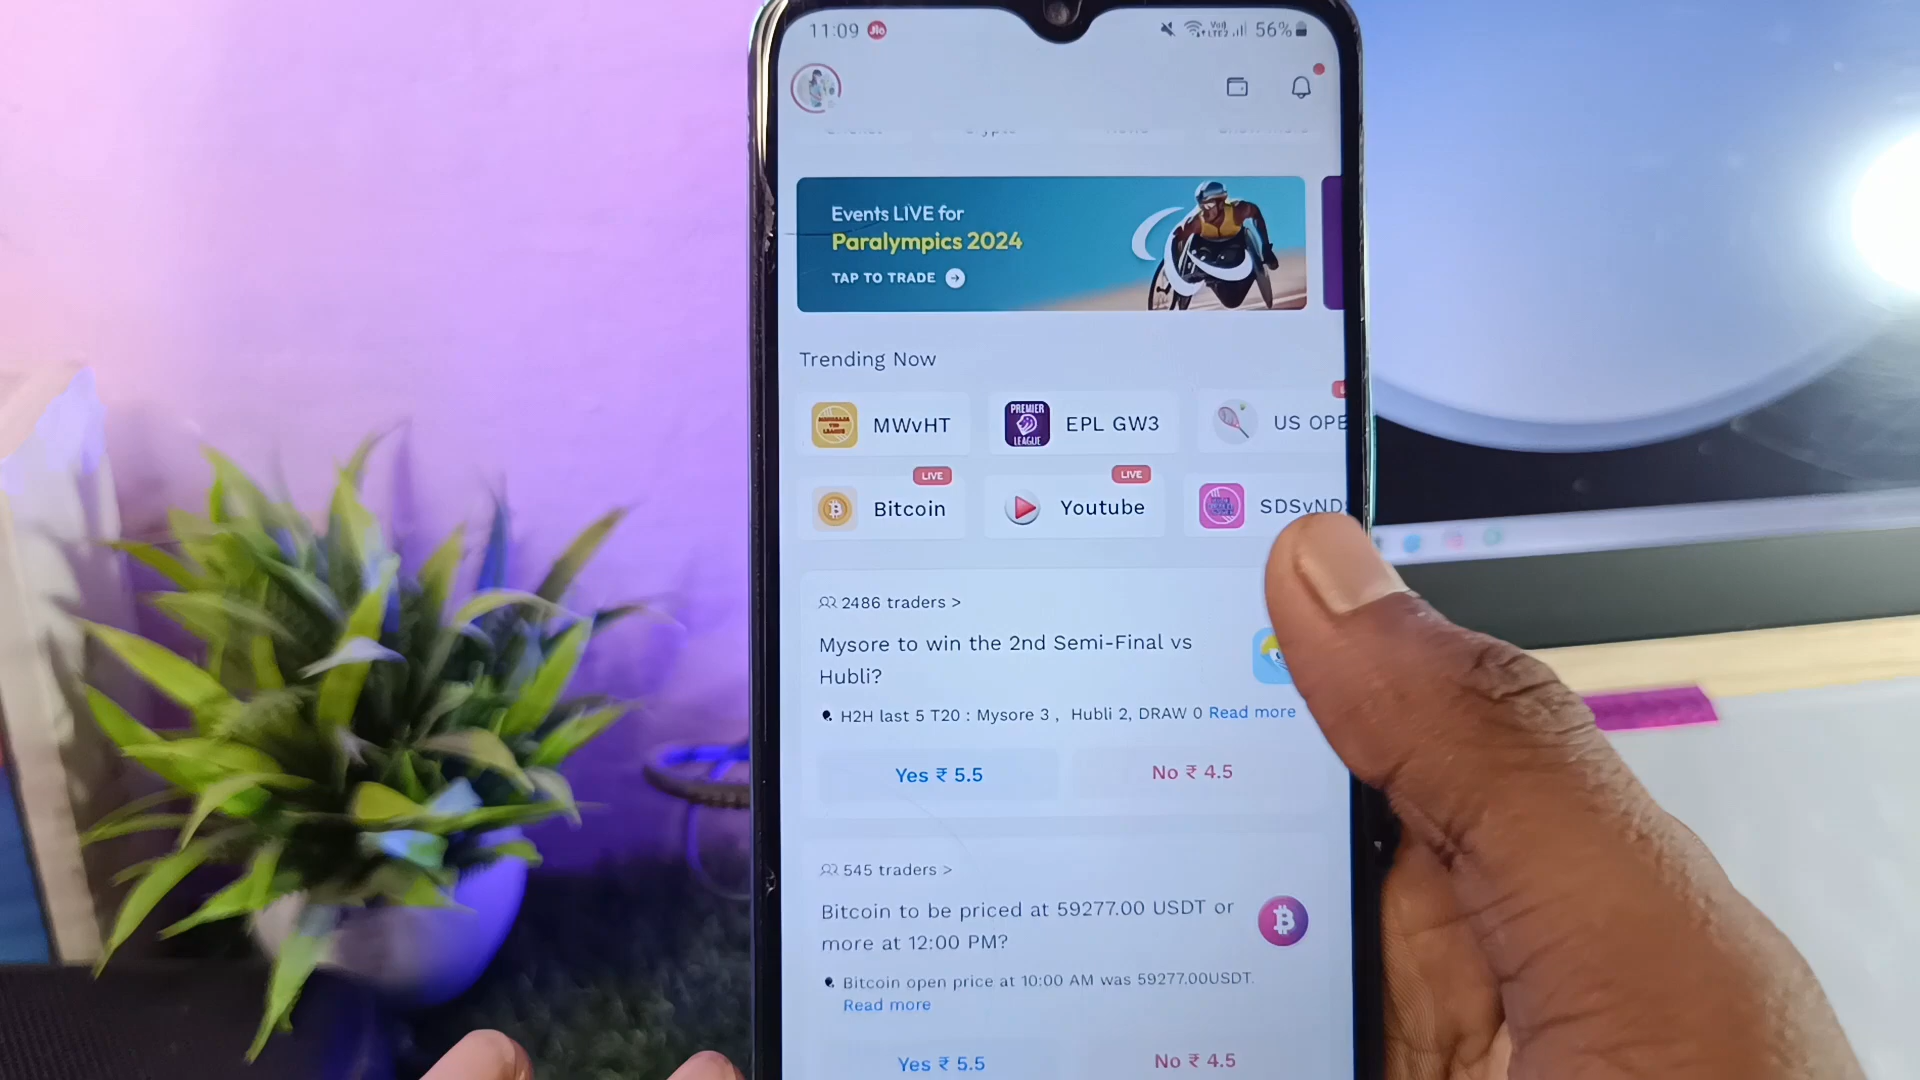 11:09 Jio VoLTE2 56%
Events LIVE for
Paralympics 2024
TAP TO TRADE
Trending Now
MWvHT
PREMIER
LEAGUE
EPL GW3
US OPE
LIVE
Bitcoin
LIVE
Youtube
SDSvND
2486 traders >
Mysore to win the 2nd Semi-Final vs
Hubli?
H2H last 5 T20 : Mysore 3 , Hubli 2, DRAW 0 Read more
Yes ₹ 5.5
No ₹ 4.5
545 traders >
Bitcoin to be priced at 59277.00 USDT or
more at 12:00 PM?
Bitcoin open price at 10:00 AM was 59277.00USDT.
Read more
Yes ₹ 5.5
No ₹ 4.5